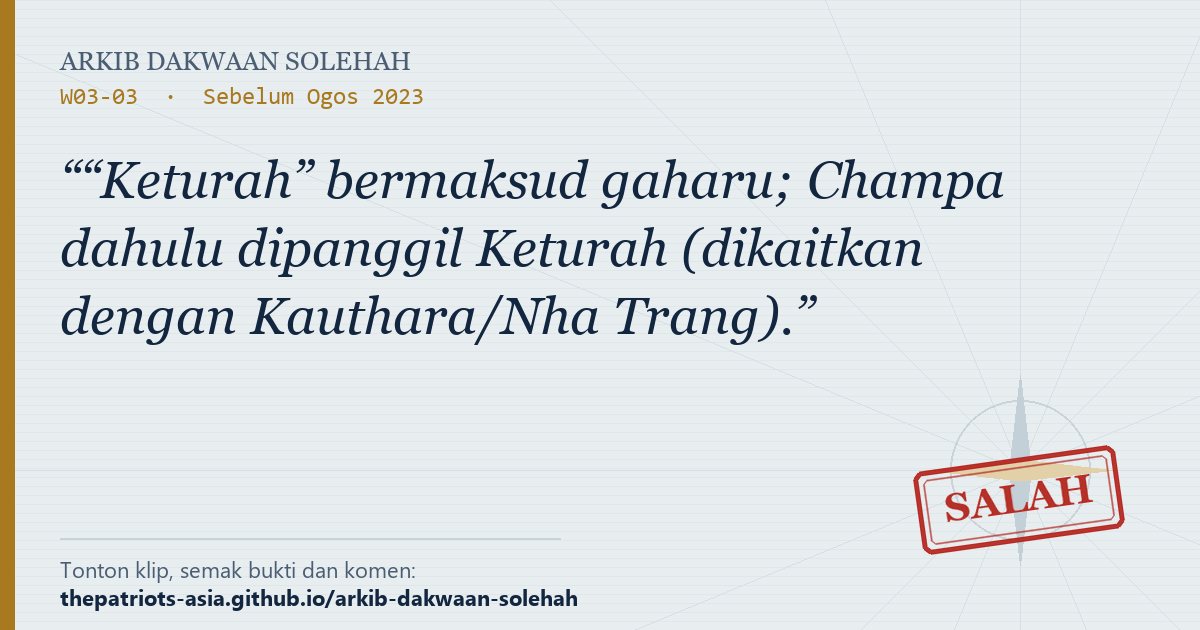 ARKIB DAKWAAN SOLEHAH
W03-03 · Sebelum Ogos 2023
““Keturah” bermaksud gaharu; Champa
dahulu dipanggil Keturah (dikaitkan
dengan Kauthara/Nha Trang).”
SALAH
Tonton klip, semak bukti dan komen:
thepatriots-asia.github.io/arkib-dakwaan-solehah